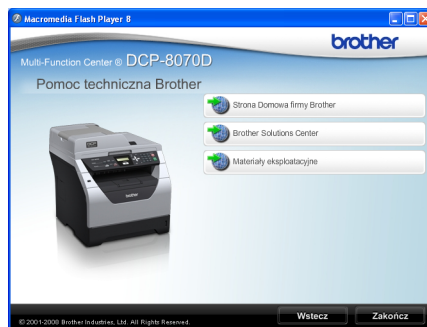 Macromedia Flash Player 8
brother
Multi-Function Center ® DCP-8070D
Pomoc techniczna Brother
Strona Domowa firmy Brother
Brother Solutions Center
Materiały eksploatacyjne
brother
Wstecz
Zakończ
© 2001-2008 Brother Industries, Ltd. All Rights Reserved.